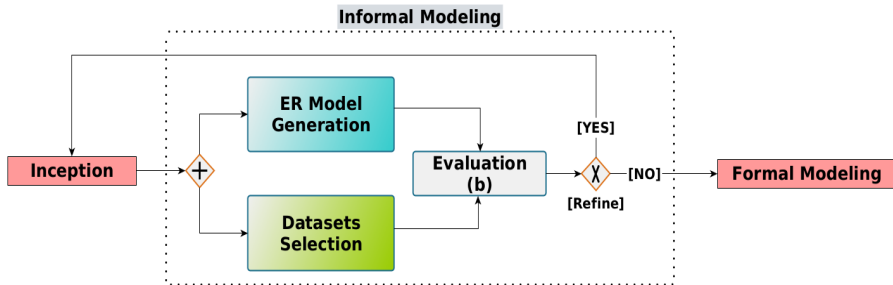 Informal Modeling
ER Model
Generation
[YES]
Inception
+
Evaluation
(b)
X
[NO]
Formal Modeling
[Refine]
Datasets
Selection